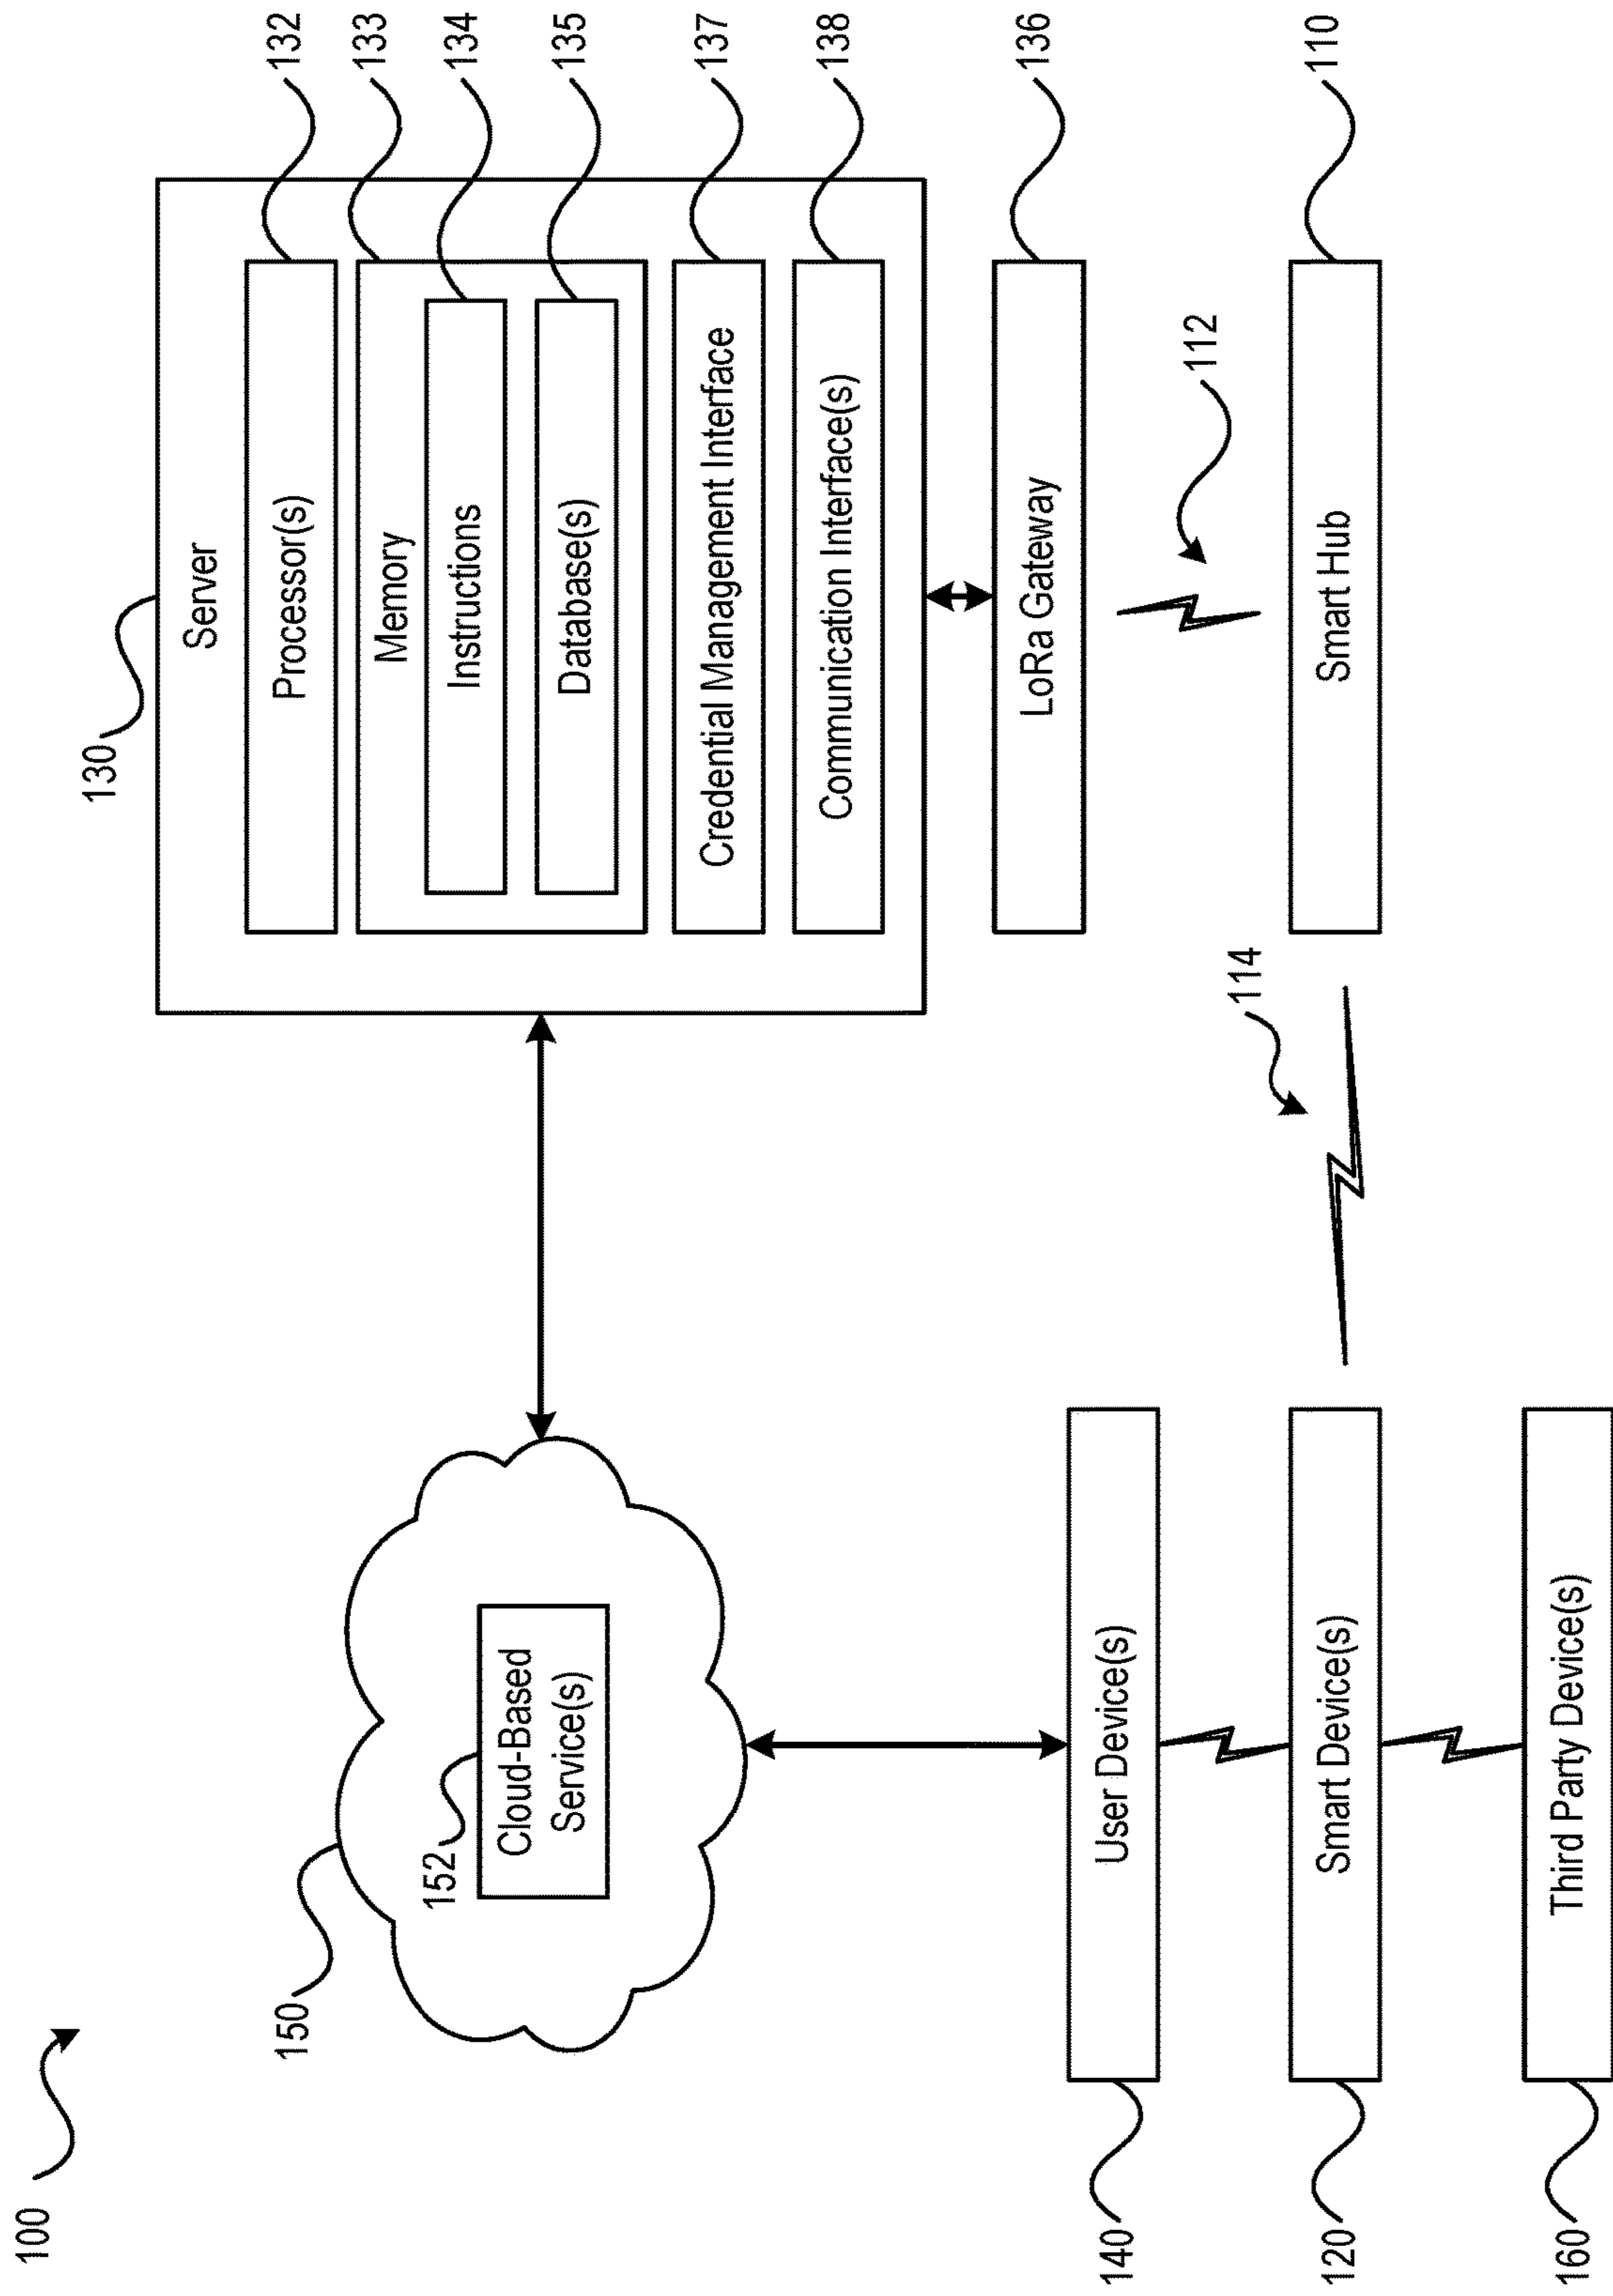 100
130
Server
132
Processor(s)
133
Memory
134
Instructions
135
Database(s)
137
Credential Management Interface
138
Communication Interface(s)
136
LoRa Gateway
112
110
Smart Hub
114
150
152
Cloud-Based
Service(s)
140
User Device(s)
120
Smart Device(s)
160
Third Party Device(s)